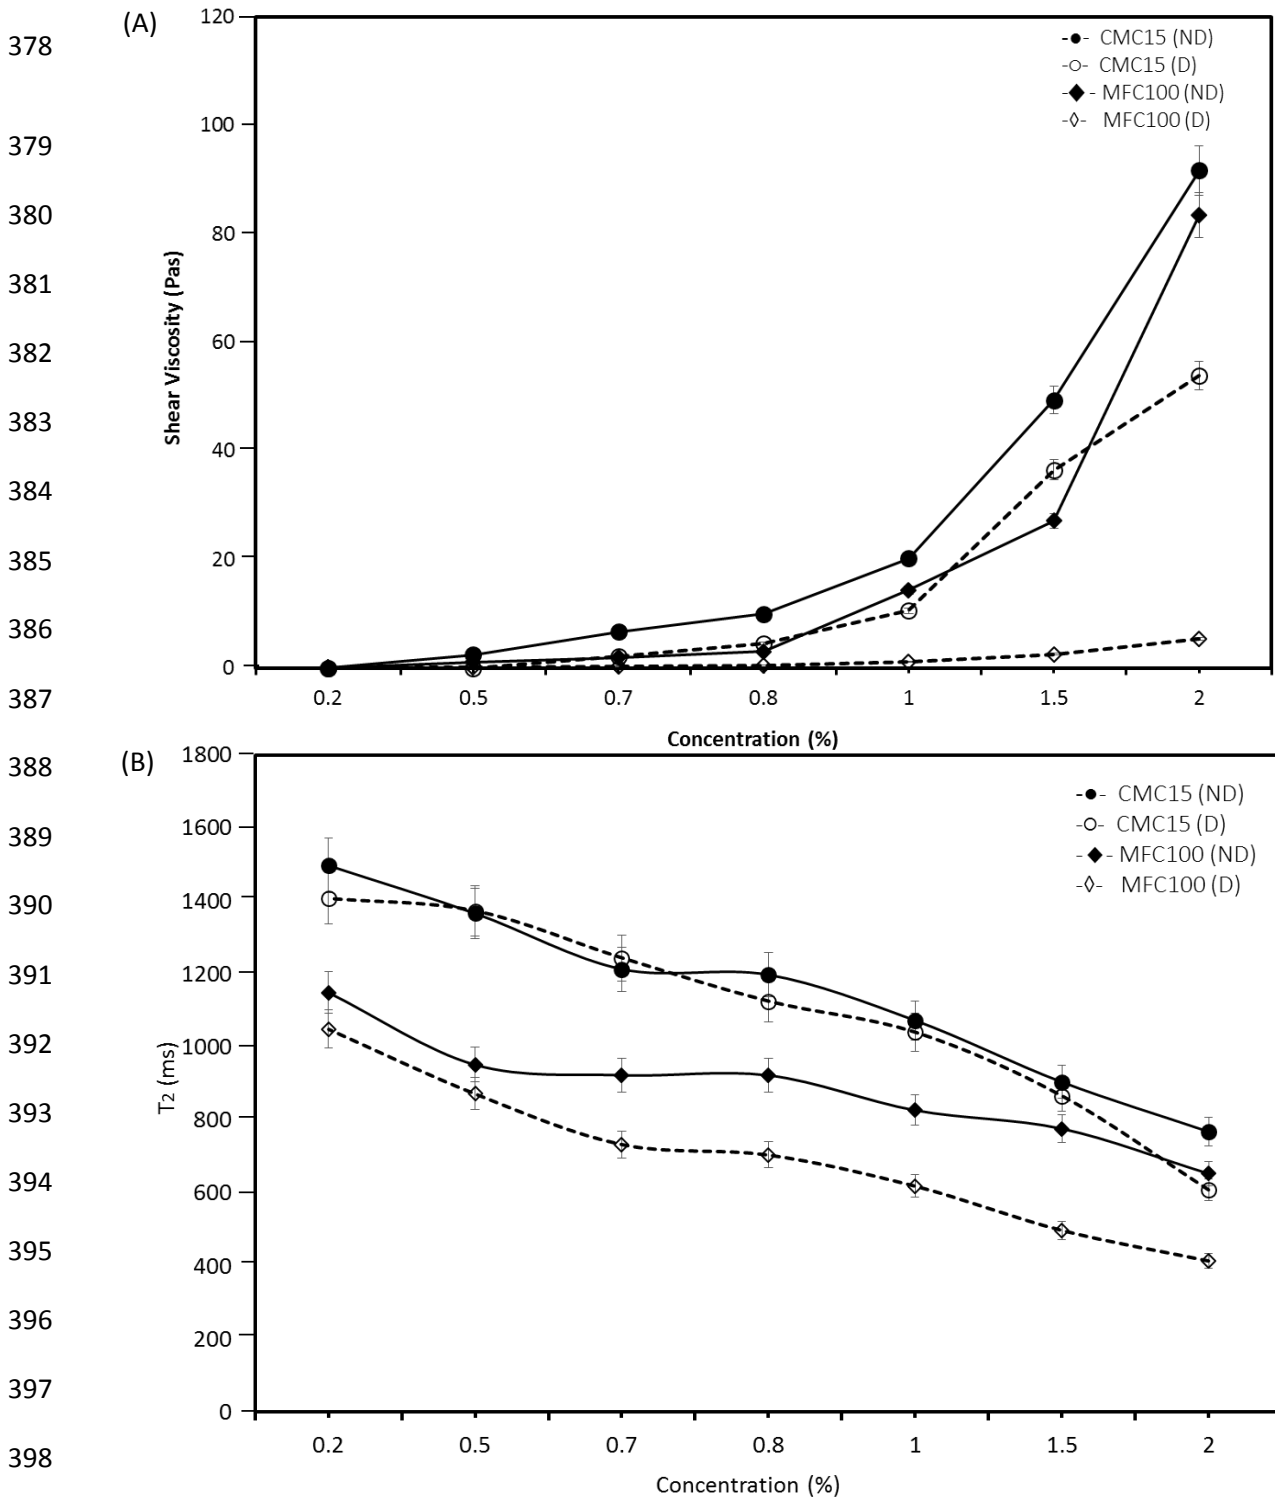 (A)
120
100
80
60
40
20
0
Shear Viscosity (Pas)
CMC15 (ND)
CMC15 (D)
MFC100 (ND)
MFC100 (D)
0.2 0.5 0.7 0.8 1 1.5 2
Concentration (%)
(B)
1800
1600
1400
1200
1000
800
600
400
200
0
T2 (ms)
CMC15 (ND)
CMC15 (D)
MFC100 (ND)
MFC100 (D)
0.2 0.5 0.7 0.8 1 1.5 2
Concentration (%)
378
379
380
381
382
383
384
385
386
387
388
389
390
391
392
393
394
395
396
397
398